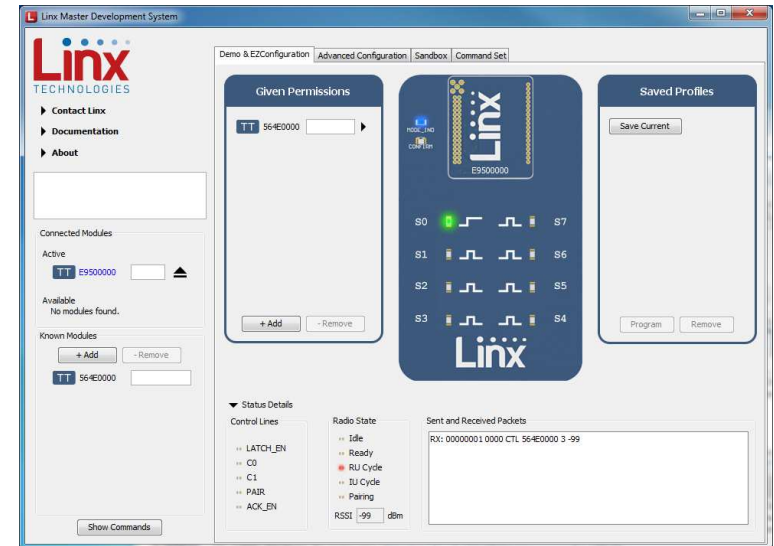 Linx Master Development System
Linx
TECHNOLOGIES
Contact Linx
Documentation
About
Connected Modules
Active
TT E9500000
Available
No modules found.
Known Modules
+ Add - Remove
TT 564E0000
Show Commands
Demo & EZConfiguration Advanced Configuration Sandbox Command Set
Given Permissions
TT 564E0000
+ Add - Remove
MODE_IND
CONFIRM
Linx
E9500000
S0 S7
S1 S6
S2 S5
S3 S4
Linx
Saved Profiles
Save Current
Program Remove
Status Details
Control Lines
LATCH_EN
C0
C1
PAIR
ACK_EN
Radio State
Idle
Ready
RU Cycle
IU Cycle
Pairing
RSSI -99 dBm
Sent and Received Packets
RX: 00000001 0000 CTL 564E0000 3 -99